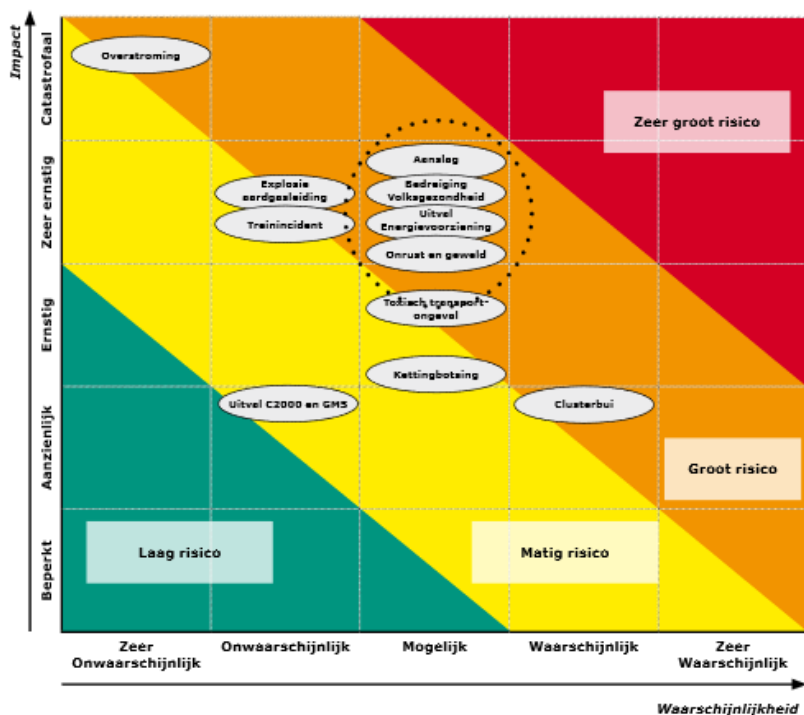 Impact
Catastrofaal
Zeer ernstig
Ernstig
Aanzienlijk
Beperkt
Overstroming
Zeer groot risico
Aanslag
Explosie
aardgasleiding
Bedreiging
Volksgezondheid
Treinincident
Uitval
Energievoorziening
Onrust en geweld
Toxisch transport-
ongeval
Kettingbotsing
Uitval C2000 en GMS
Clusterbui
Groot risico
Laag risico
Matig risico
Zeer
Onwaarschijnlijk
Onwaarschijnlijk
Mogelijk
Waarschijnlijk
Zeer
Waarschijnlijk
Waarschijnlijkheid